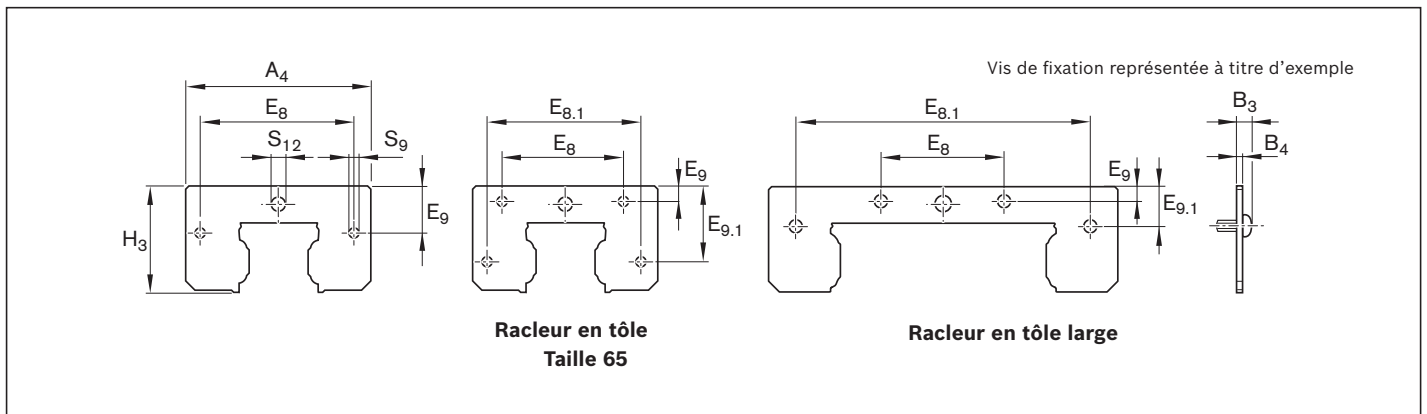 Vis de fixation représentée à titre d'exemple
A4
E8
S12
S9
E9
H3
E8.1
E8
E9
E9.1
E8.1
E8
E9
E9.1
B3
B4
Racleur en tôle
Taille 65
Racleur en tôle large